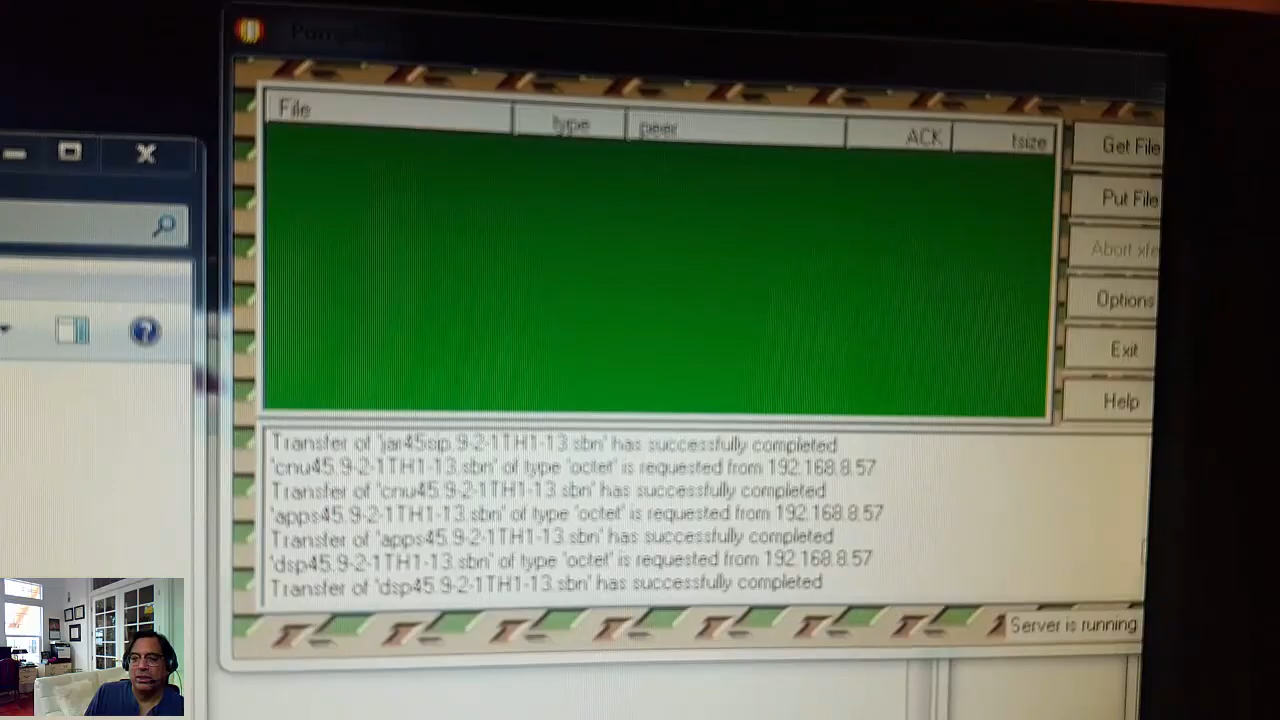 File type peer ACK tsize
Get File
Put File
Abort xfe
Options
Exit
Help
Transfer of 'jar45sip.9-2-1TH1-13.sbn' has successfully completed
'cnu45.9-2-1TH1-13.sbn' of type 'octet' is requested from 192.168.8.57
Transfer of 'cnu45.9-2-1TH1-13.sbn' has successfully completed
'apps45.9-2-1TH1-13.sbn' of type 'octet' is requested from 192.168.8.57
Transfer of 'apps45.9-2-1TH1-13.sbn' has successfully completed
'dsp45.9-2-1TH1-13.sbn' of type 'octet' is requested from 192.168.8.57
Transfer of 'dsp45.9-2-1TH1-13.sbn' has successfully completed
Server is running